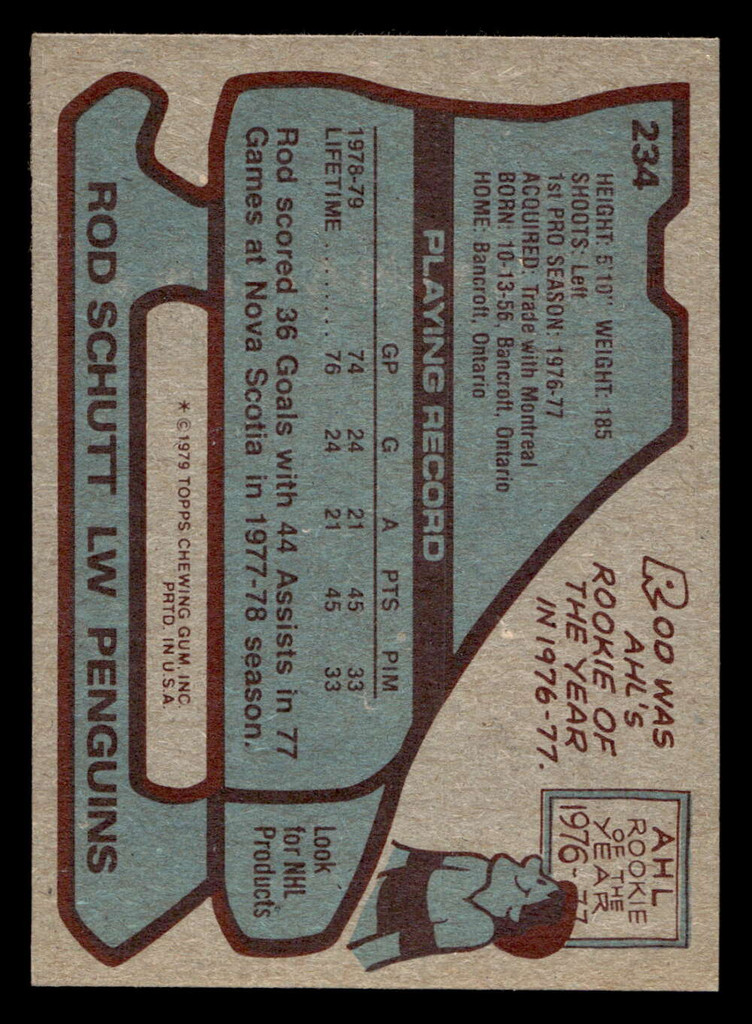 234
HEIGHT: 5'10" WEIGHT: 185
SHOOTS: Left
1st PRO SEASON: 1976-77
ACQUIRED: Trade with Montreal
BORN: 10-13-56, Bancroft, Ontario
HOME: Bancroft, Ontario
ROD WAS
AHL'S
ROOKIE OF
THE YEAR
IN 1976-77.
AHL
ROOKIE
OF THE
YEAR
1976-77
PLAYING RECORD
GP G A PTS PIM
1978-79 74 24 21 45 33
LIFETIME ......... 76 24 21 45 33
Rod scored 36 Goals with 44 Assists in 77
Games at Nova Scotia in 1977-78 season.
Look
for NHL
Products
* © 1979 TOPPS CHEWING GUM, INC
PRTD. IN U.S.A.
ROD SCHUTT LW PENGUINS